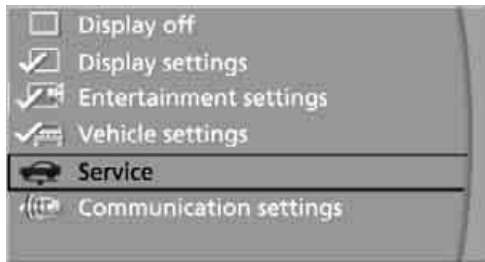 Display off
Display settings
Entertainment settings
Vehicle settings
Service
Communication settings